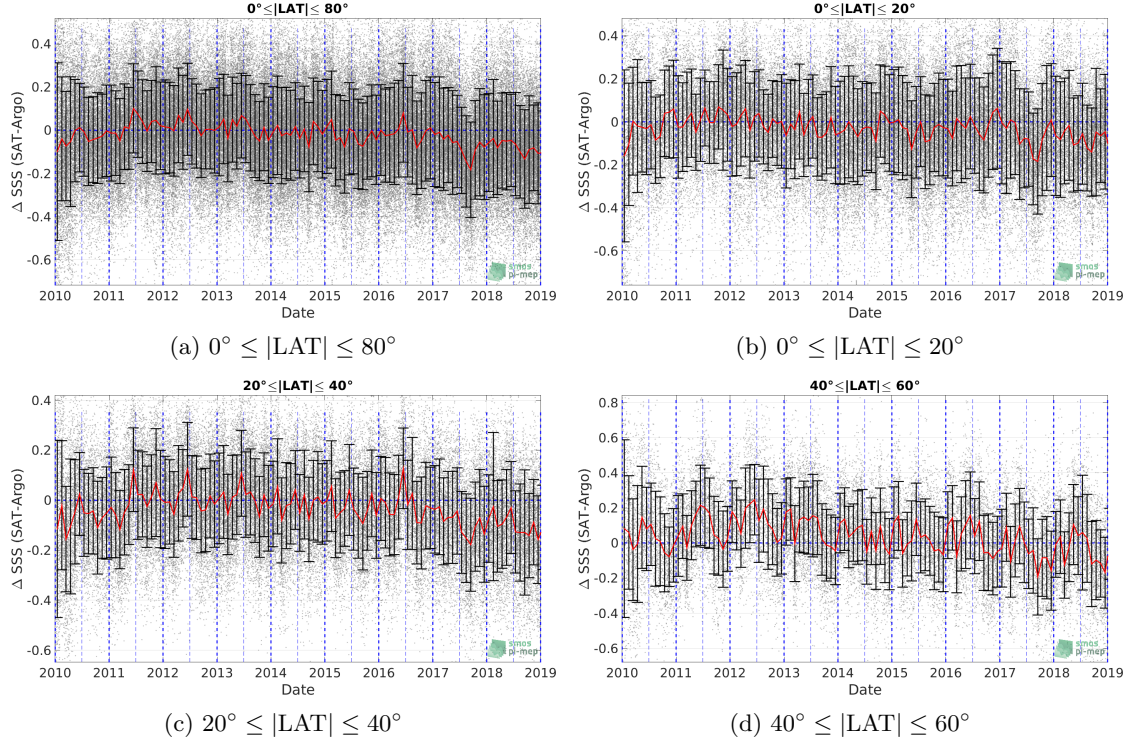 0°≤|LAT|≤ 80°
0.4
0.2
0
-0.2
-0.4
-0.6
Δ SSS (SAT-Argo)
2010 2011 2012 2013 2014 2015 2016 2017 2018 2019
Date
smos
pi-mep
(a) 0° ≤ |LAT| ≤ 80°
0°≤|LAT|≤ 20°
0.4
0.2
0
-0.2
-0.4
-0.6
Δ SSS (SAT-Argo)
2010 2011 2012 2013 2014 2015 2016 2017 2018 2019
Date
smos
pi-mep
(b) 0° ≤ |LAT| ≤ 20°
20°≤|LAT|≤ 40°
0.4
0.2
0
-0.2
-0.4
-0.6
Δ SSS (SAT-Argo)
2010 2011 2012 2013 2014 2015 2016 2017 2018 2019
Date
smos
pi-mep
(c) 20° ≤ |LAT| ≤ 40°
40°≤|LAT|≤ 60°
0.8
0.6
0.4
0.2
0
-0.2
-0.4
-0.6
Δ SSS (SAT-Argo)
2010 2011 2012 2013 2014 2015 2016 2017 2018 2019
Date
smos
pi-mep
(d) 40° ≤ |LAT| ≤ 60°